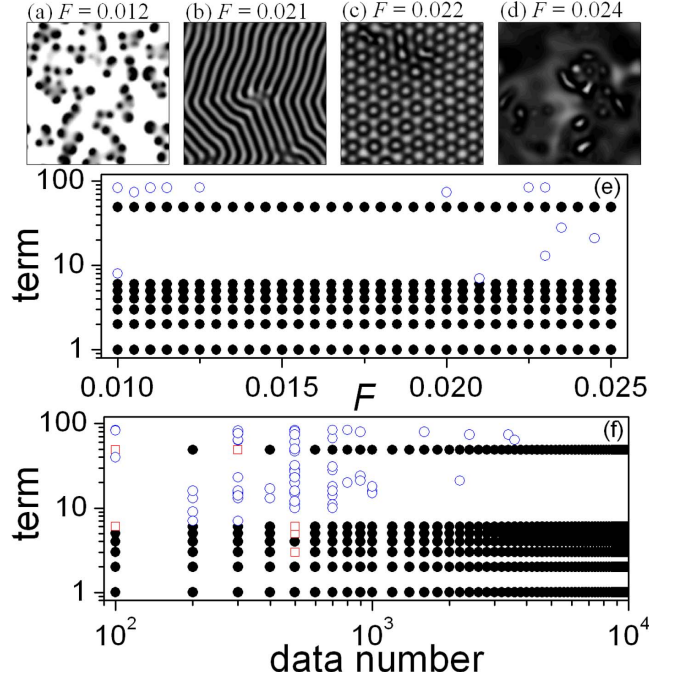 (a) F = 0.012 (b) F = 0.021 (c) F = 0.022 (d) F = 0.024
100
(e)
term
10
1
0.010 0.015 0.020 0.025
F
100
(f)
term
10
1
10² 10³ 10⁴
data number